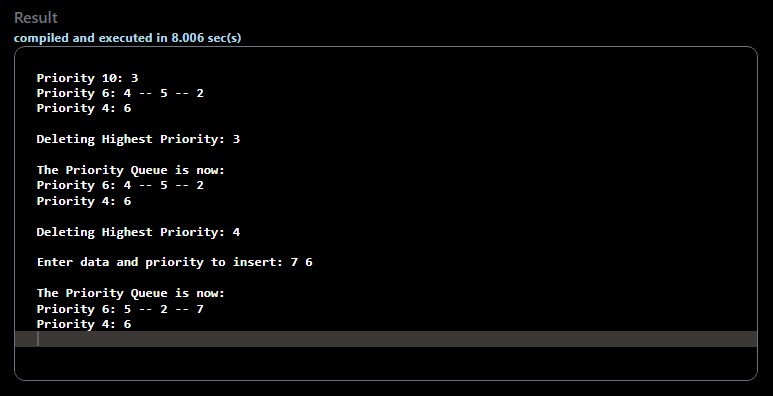 Result
compiled and executed in 8.006 sec(s)
Priority 10: 3
Priority 6: 4 -- 5 -- 2
Priority 4: 6
Deleting Highest Priority: 3
The Priority Queue is now:
Priority 6: 4 -- 5 -- 2
Priority 4: 6
Deleting Highest Priority: 4
Enter data and priority to insert: 7 6
The Priority Queue is now:
Priority 6: 5 -- 2 -- 7
Priority 4: 6